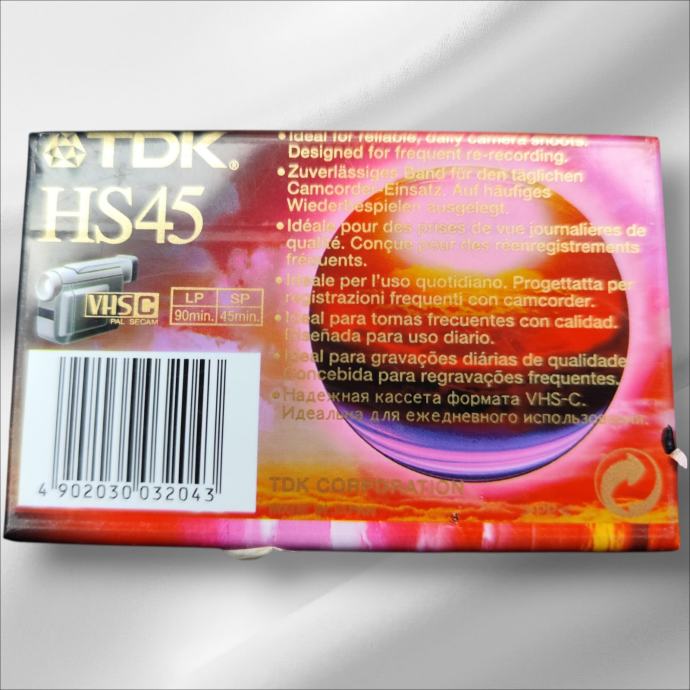 TDK®
HS45
VHSC
PAL SECAM
LP SP
90min. 45min.
4 902030 032043
•Ideal for reliable, daily camera shoots.
Designed for frequent re-recording.
•Zuverlässiges Band für den täglichen
Camcorder-Einsatz. Auf häufiges
Wiederbespielen ausgelegt.
•Idéale pour des prises de vue journalières de
qualité. Conçue pour des réenregistrements
fréquents.
•Ideale per l'uso quotidiano. Progettatta per
registrazioni frequenti con camcorder.
•Ideal para tomas frecuentes con calidad.
Diseñada para uso diario.
•Ideal para gravações diárias de qualidade.
Concebida para regravações frequentes.
•Надежная кассета формата VHS-C.
Идеальна для ежедневного использования.
TDK CORPORATION